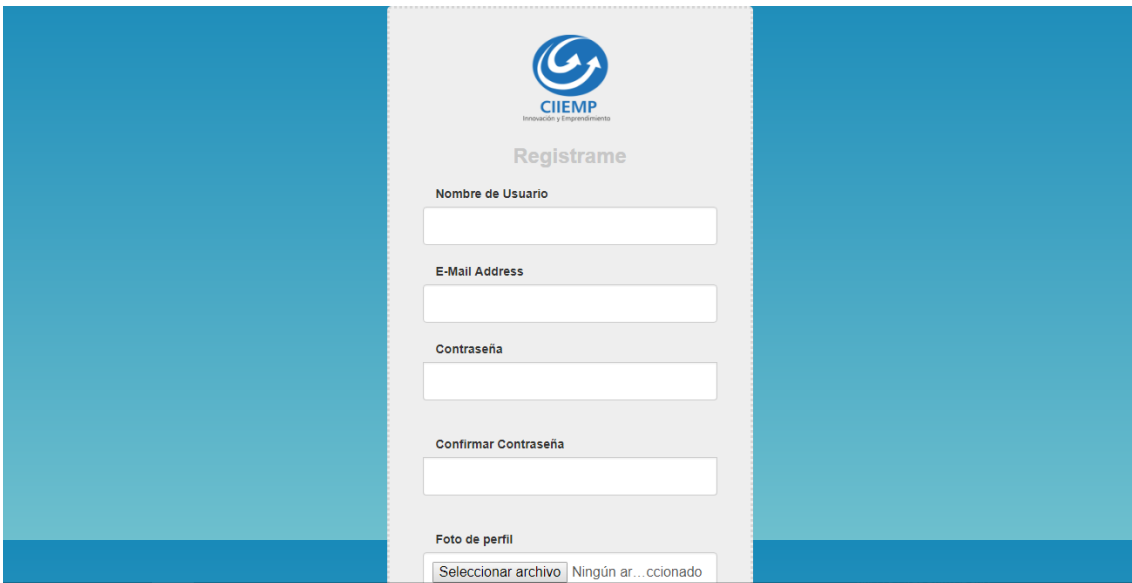 CIIEMP
Innovación y Emprendimiento
Registrame
Nombre de Usuario
E-Mail Address
Contraseña
Confirmar Contraseña
Foto de perfil
Seleccionar archivo Ningún ar…ccionado